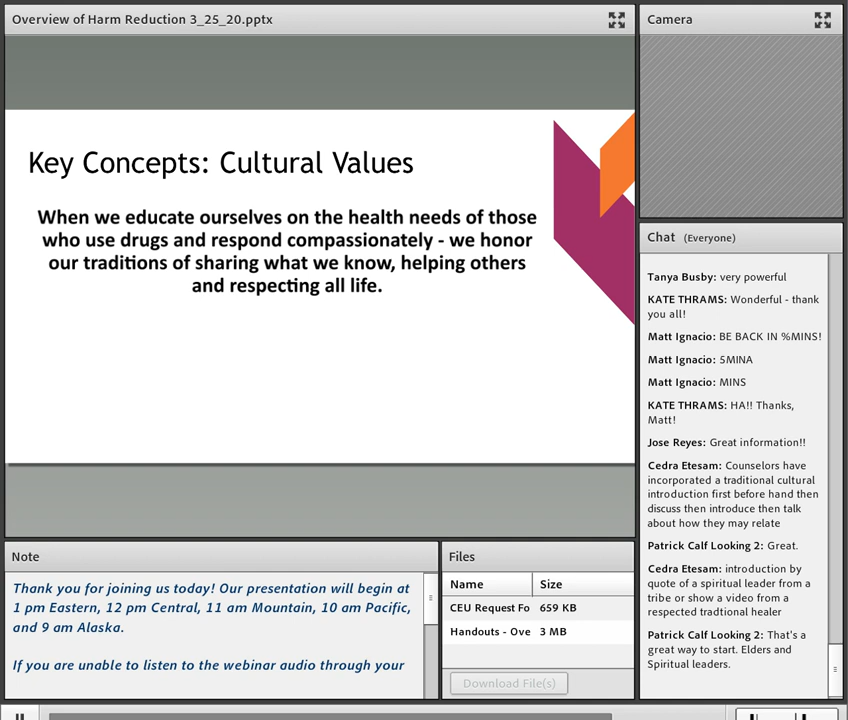 Overview of Harm Reduction 3_25_20.pptx
Key Concepts: Cultural Values
When we educate ourselves on the health needs of those
who use drugs and respond compassionately - we honor
our traditions of sharing what we know, helping others
and respecting all life.
Note
Thank you for joining us today! Our presentation will begin at
1 pm Eastern, 12 pm Central, 11 am Mountain, 10 am Pacific,
and 9 am Alaska.
If you are unable to listen to the webinar audio through your
Files
Name Size
CEU Request Fo 659 KB
Handouts - Ove 3 MB
Download File(s)
Camera
Chat (Everyone)
Tanya Busby: very powerful
KATE THRAMS: Wonderful - thank
you all!
Matt Ignacio: BE BACK IN %MINS!
Matt Ignacio: 5MINA
Matt Ignacio: MINS
KATE THRAMS: HA!! Thanks,
Matt!
Jose Reyes: Great information!!
Cedra Etesam: Counselors have
incorporated a traditional cultural
introduction first before hand then
discuss then introduce then talk
about how they may relate
Patrick Calf Looking 2: Great.
Cedra Etesam: introduction by
quote of a spiritual leader from a
tribe or show a video from a
respected tradtional healer
Patrick Calf Looking 2: That's a
great way to start. Elders and
Spiritual leaders.